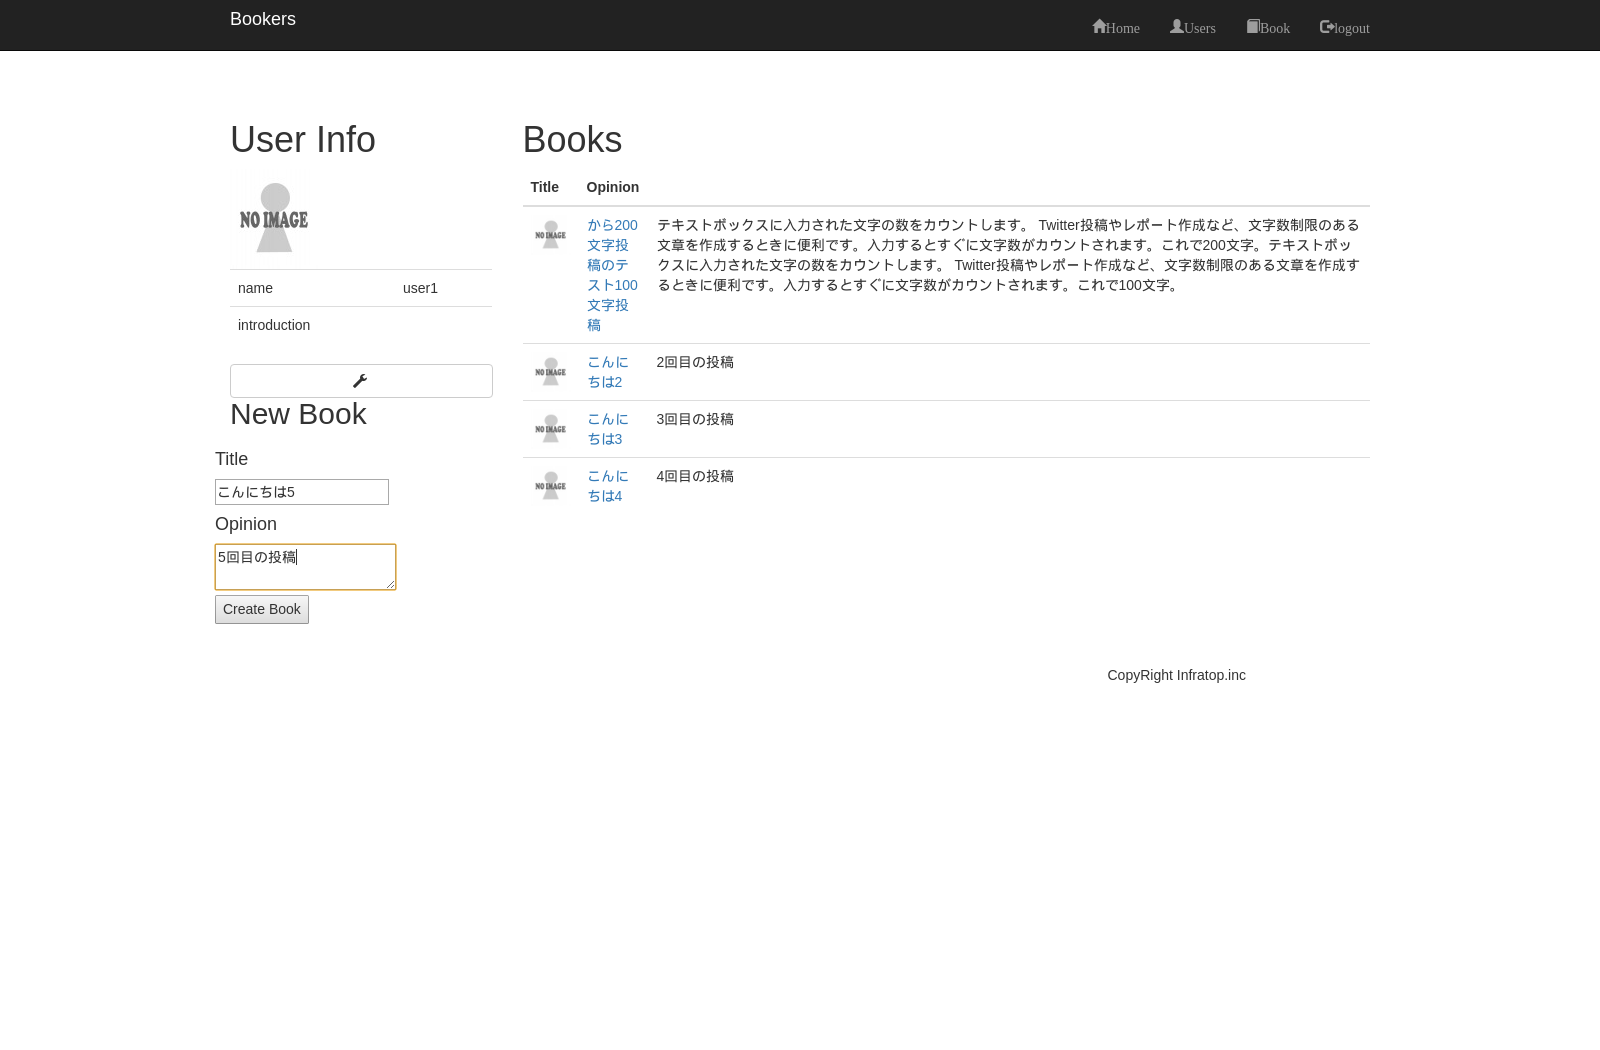 Bookers
Home
Users
Book
logout
User Info
NO IMAGE
name
user1
introduction
New Book
Title
こんにちは5
Opinion
5回目の投稿
Create Book
Books
Title
Opinion
NO IMAGE
から200
文字投
稿のテ
スト100
文字投
稿
テキストボックスに入力された文字の数をカウントします。 Twitter投稿やレポート作成など、文字数制限のある
文章を作成するときに便利です。入力するとすぐに文字数がカウントされます。これで200文字。テキストボッ
クスに入力された文字の数をカウントします。 Twitter投稿やレポート作成など、文字数制限のある文章を作成す
るときに便利です。入力するとすぐに文字数がカウントされます。これで100文字。
NO IMAGE
こんに
ちは2
2回目の投稿
NO IMAGE
こんに
ちは3
3回目の投稿
NO IMAGE
こんに
ちは4
4回目の投稿
CopyRight Infratop.inc